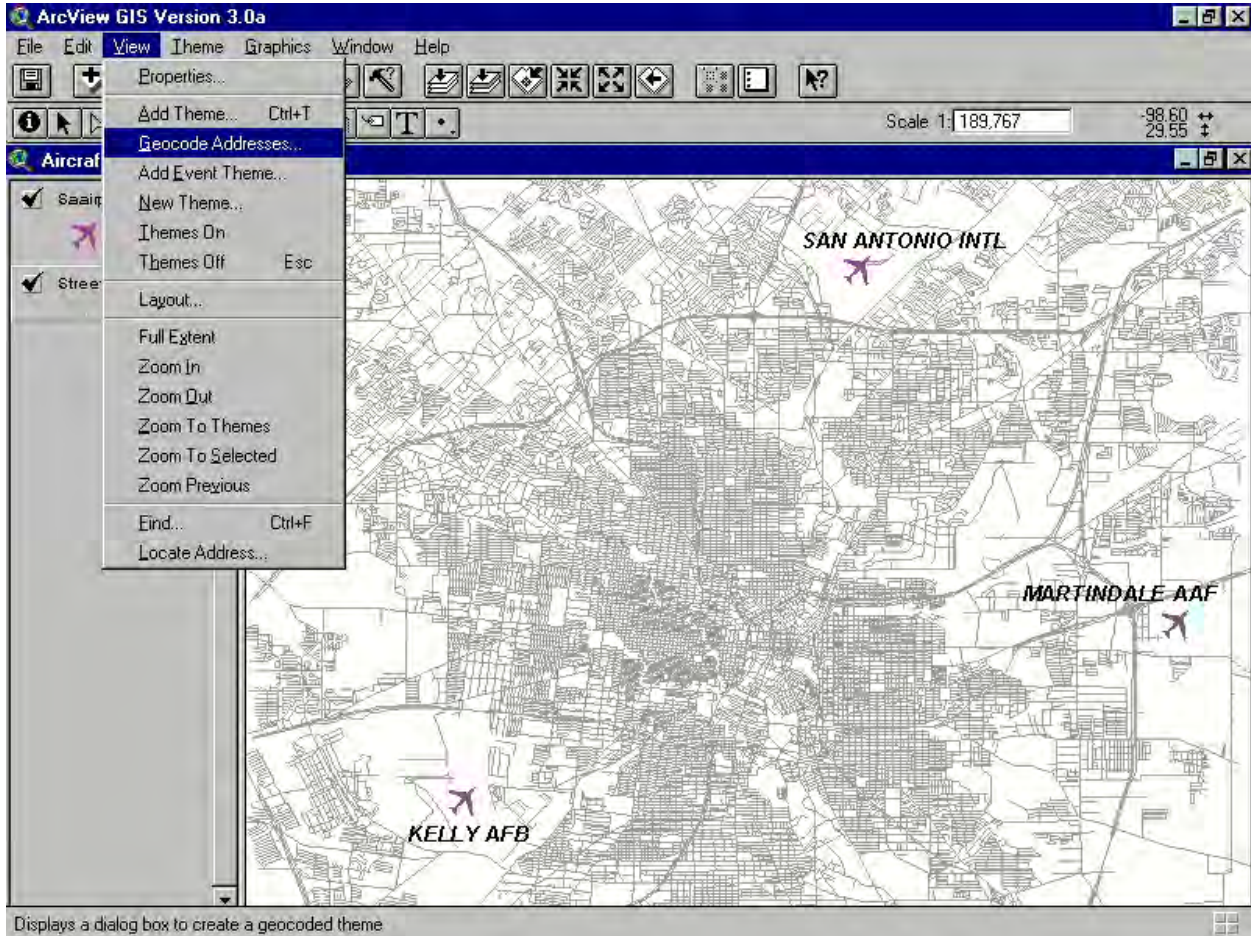 ArcView GIS Version 3.0a
File Edit View Theme Graphics Window Help
Scale 1: 189,767
-98.60
29.55
Properties...
Add Theme... Ctrl+T
Geocode Addresses...
Add Event Theme...
New Theme...
Themes On
Themes Off Esc
Layout...
Full Extent
Zoom In
Zoom Out
Zoom To Themes
Zoom To Selected
Zoom Previous
Find... Ctrl+F
Locate Address...
Aircraf
Saaip
Stree
SAN ANTONIO INTL
MARTINDALE AAF
KELLY AFB
Displays a dialog box to create a geocoded theme